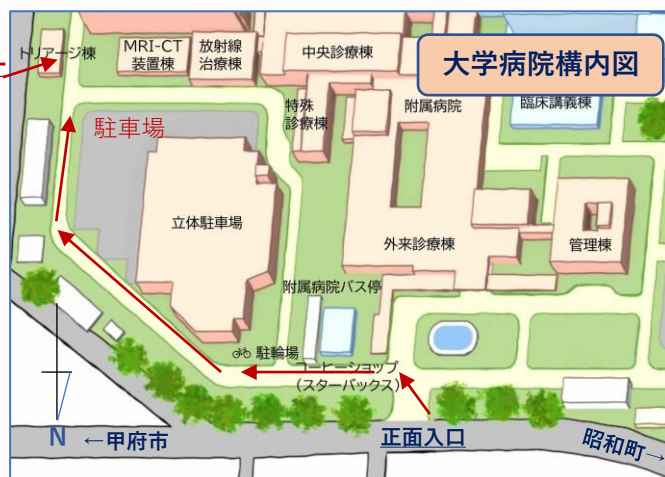 大学病院構内図
トリアージ棟
MRI-CT
装置棟
放射線
治療棟
中央診療棟
特殊
診療棟
附属病院
臨床講義棟
駐車場
立体駐車場
外来診療棟
管理棟
附属病院バス停
駐輪場
コーヒーショップ
(スターバックス)
N
←甲府市
正面入口
昭和町→